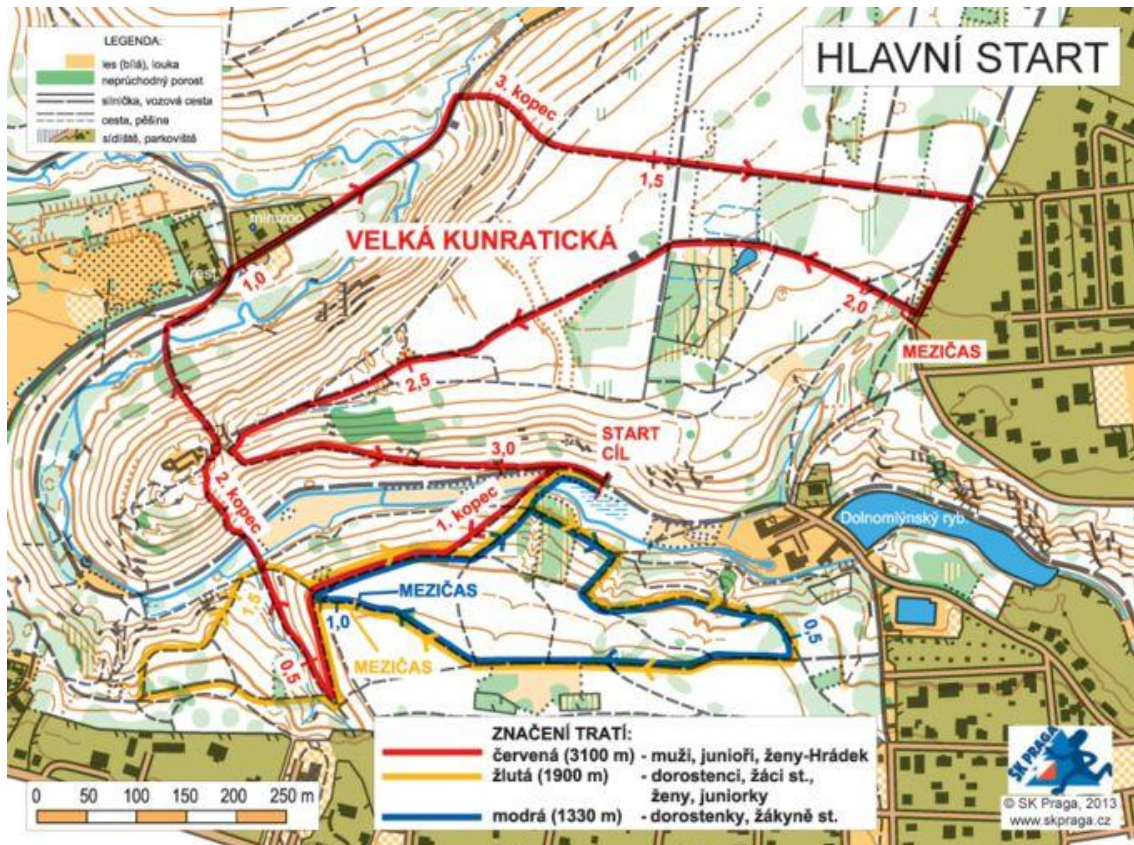 LEGENDA:
les (bílá), louka
neprůchodný porost
silnička, vozová cesta
cesta, pěšina
sídliště, parkoviště
HLAVNÍ START
3. kopec
1,5
minizoo
VELKÁ KUNRATICKÁ
rest.
1,0
2,0
MEZIČAS
2,5
START
CÍL
3,0
2. kopec
1. kopec
Dolnomlýnský ryb.
MEZIČAS
1,5
1,0
0,5
MEZIČAS
0,5
ZNAČENÍ TRATÍ:
červená (3100 m) - muži, junioři, ženy-Hrádek
žlutá (1900 m) - dorostenci, žáci st.,
ženy, juniorky
modrá (1330 m) - dorostenky, žákyně st.
0 50 100 150 200 250 m
SK PRAGA
© SK Praga, 2013
www.skpraga.cz